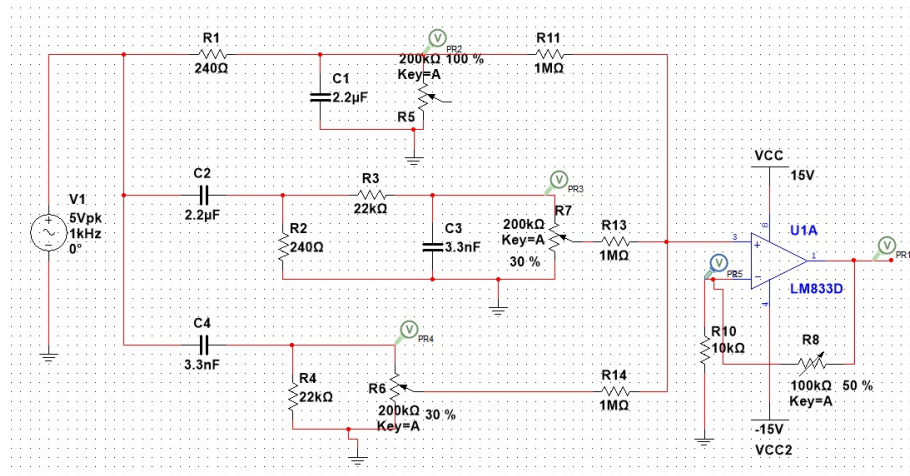 R1
240Ω
PR2
200kΩ 100 %
Key=A
R5
C1
2.2µF
R11
1MΩ
VCC
15V
C2
2.2µF
R3
22kΩ
PR3
R2
240Ω
C3
3.3nF
R7
200kΩ
Key=A
30 %
R13
1MΩ
V1
5Vpk
1kHz
0°
U1A
3
8
1
4
LM833D
PR1
C4
3.3nF
PR4
R4
22kΩ
R6
200kΩ 30 %
Key=A
R14
1MΩ
R10
10kΩ
R8
100kΩ 50 %
Key=A
-15V
VCC2
V
V
V
V
V